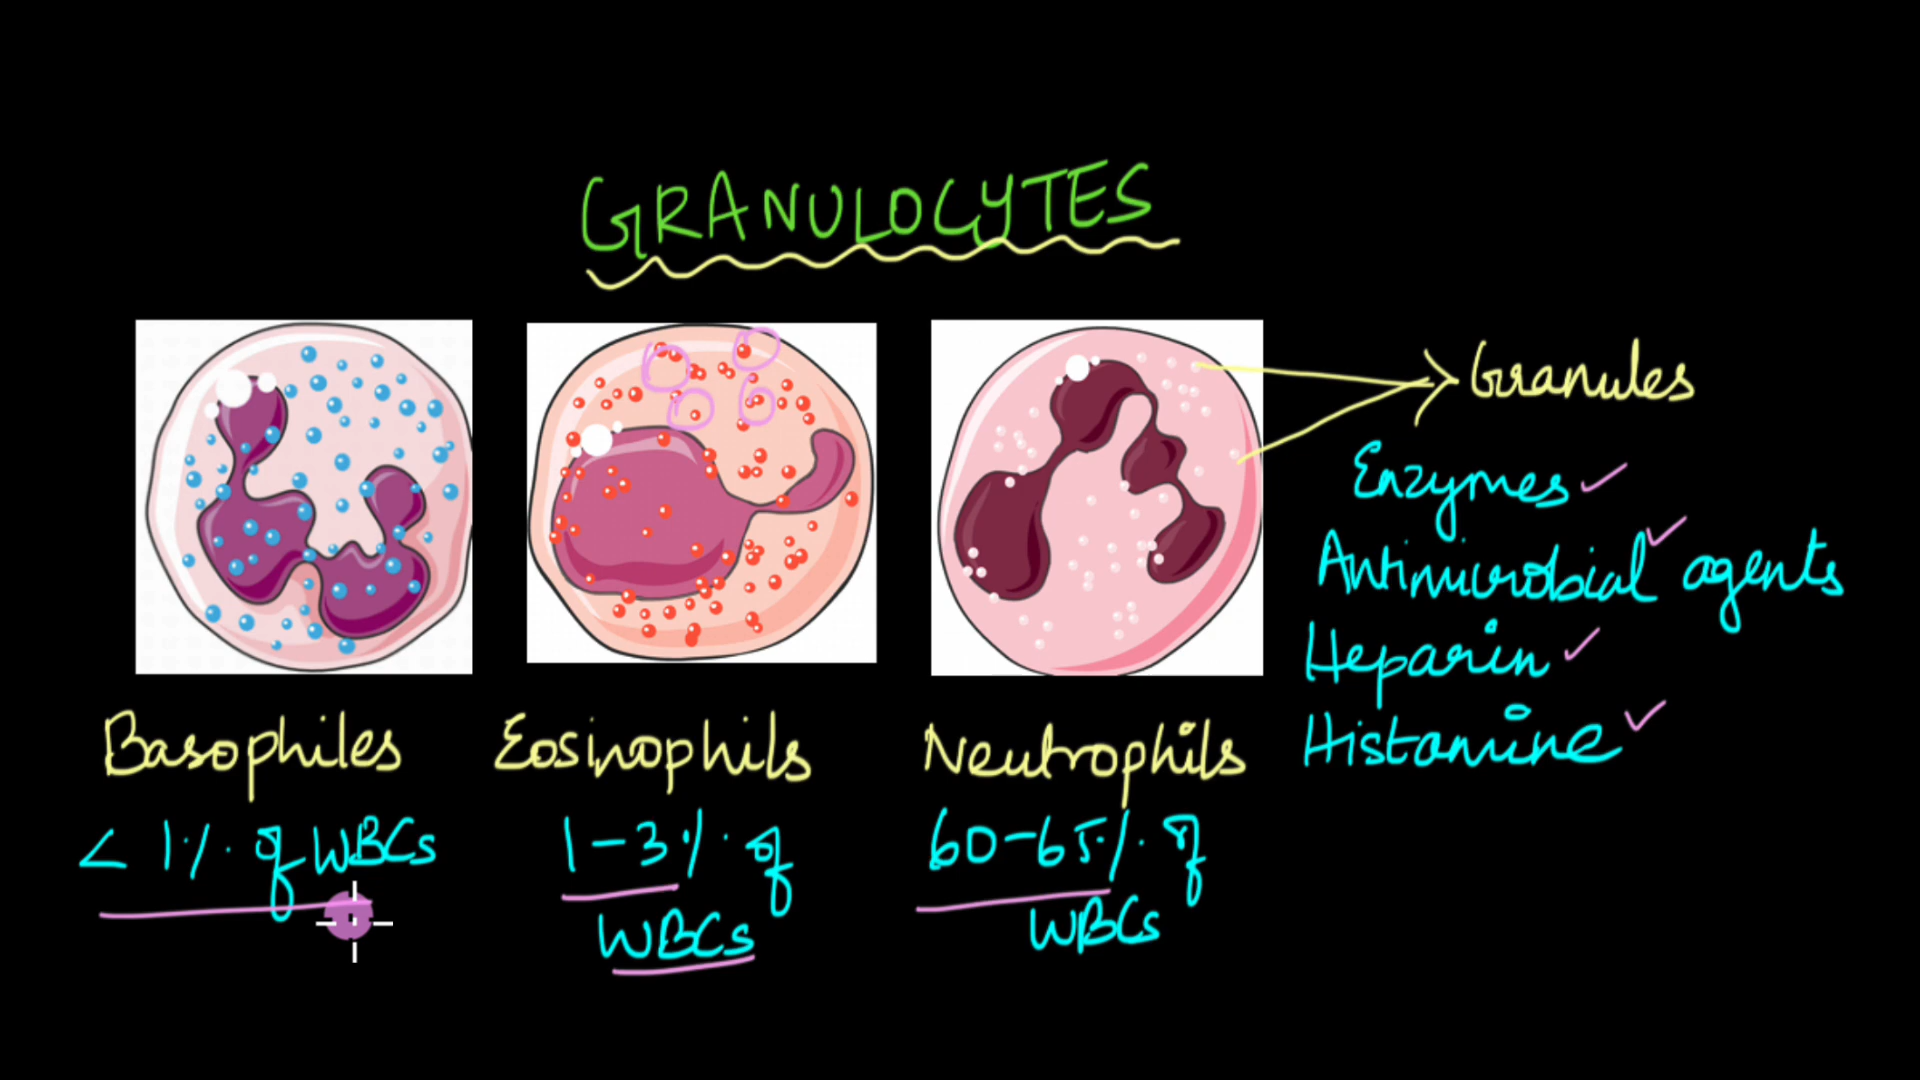 GRANULOCYTES
Granules
Enzymes
Antimicrobial agents
Heparin
Histamine
Basophiles
< 1% of WBCs
Eosinophils
1-3% of
WBCs
Neutrophils
60-65% of
WBCs